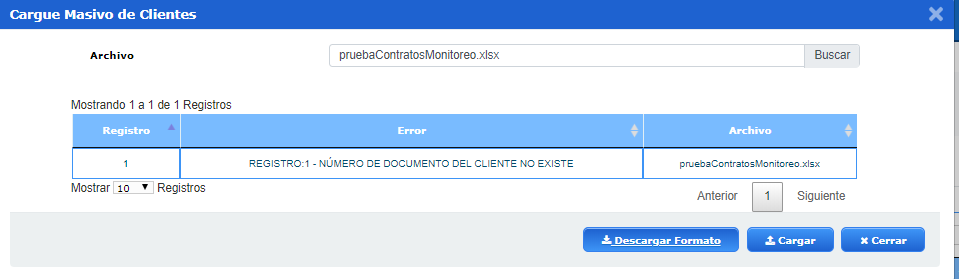 Cargue Masivo de Clientes
Archivo pruebaContratosMonitoreo.xlsx Buscar
Mostrando 1 a 1 de 1 Registros
Registro Error Archivo
1 REGISTRO:1 - NÚMERO DE DOCUMENTO DEL CLIENTE NO EXISTE pruebaContratosMonitoreo.xlsx
Mostrar 10 Registros
Anterior 1 Siguiente
Descargar Formato Cargar Cerrar